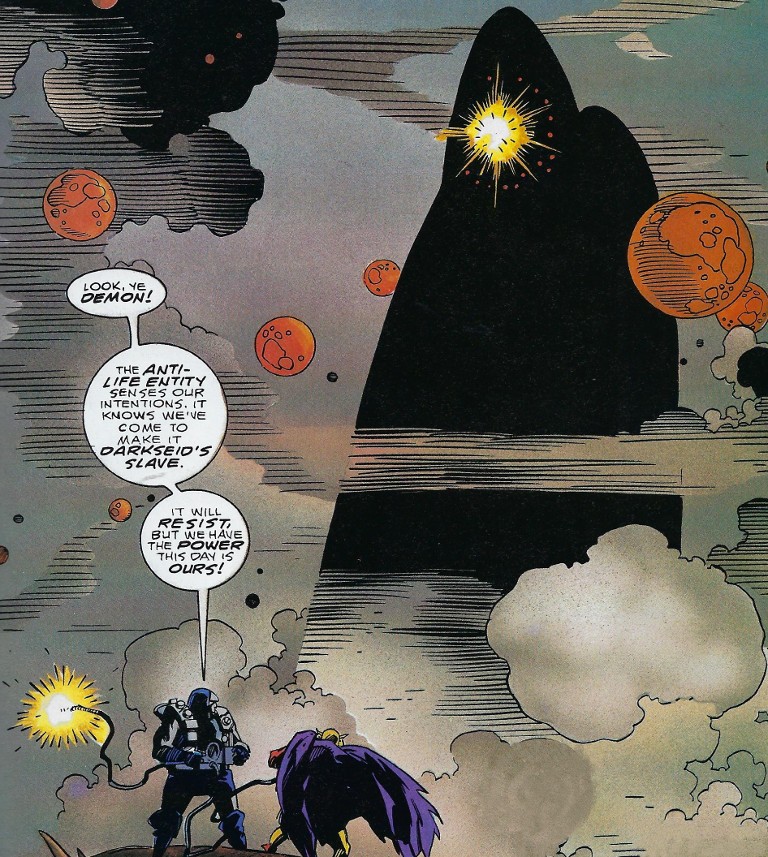 LOOK, YE
DEMON!
THE ANTI-
LIFE ENTITY
SENSES OUR
INTENTIONS. IT
KNOWS WE'VE
COME TO
MAKE IT
DARKSEID'S
SLAVE.
IT WILL
RESIST,
BUT WE HAVE
THE POWER
THIS DAY IS
OURS!